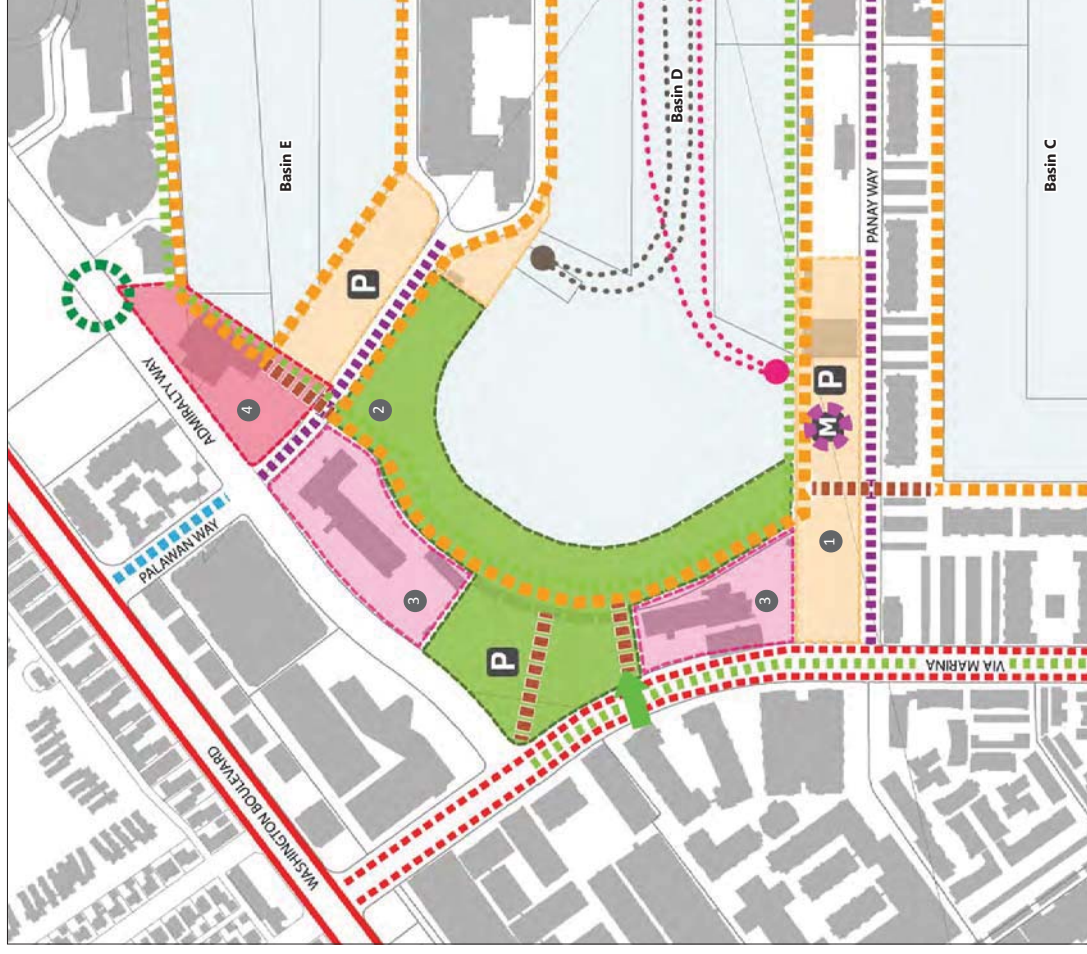 Basin E
Basin D
Basin C
P
ADMIRALTY WAY
4
2
P
M
PANAY WAY
PALAWAN WAY
3
1
3
P
VIA MARINA
WASHINGTON BOULEVARD